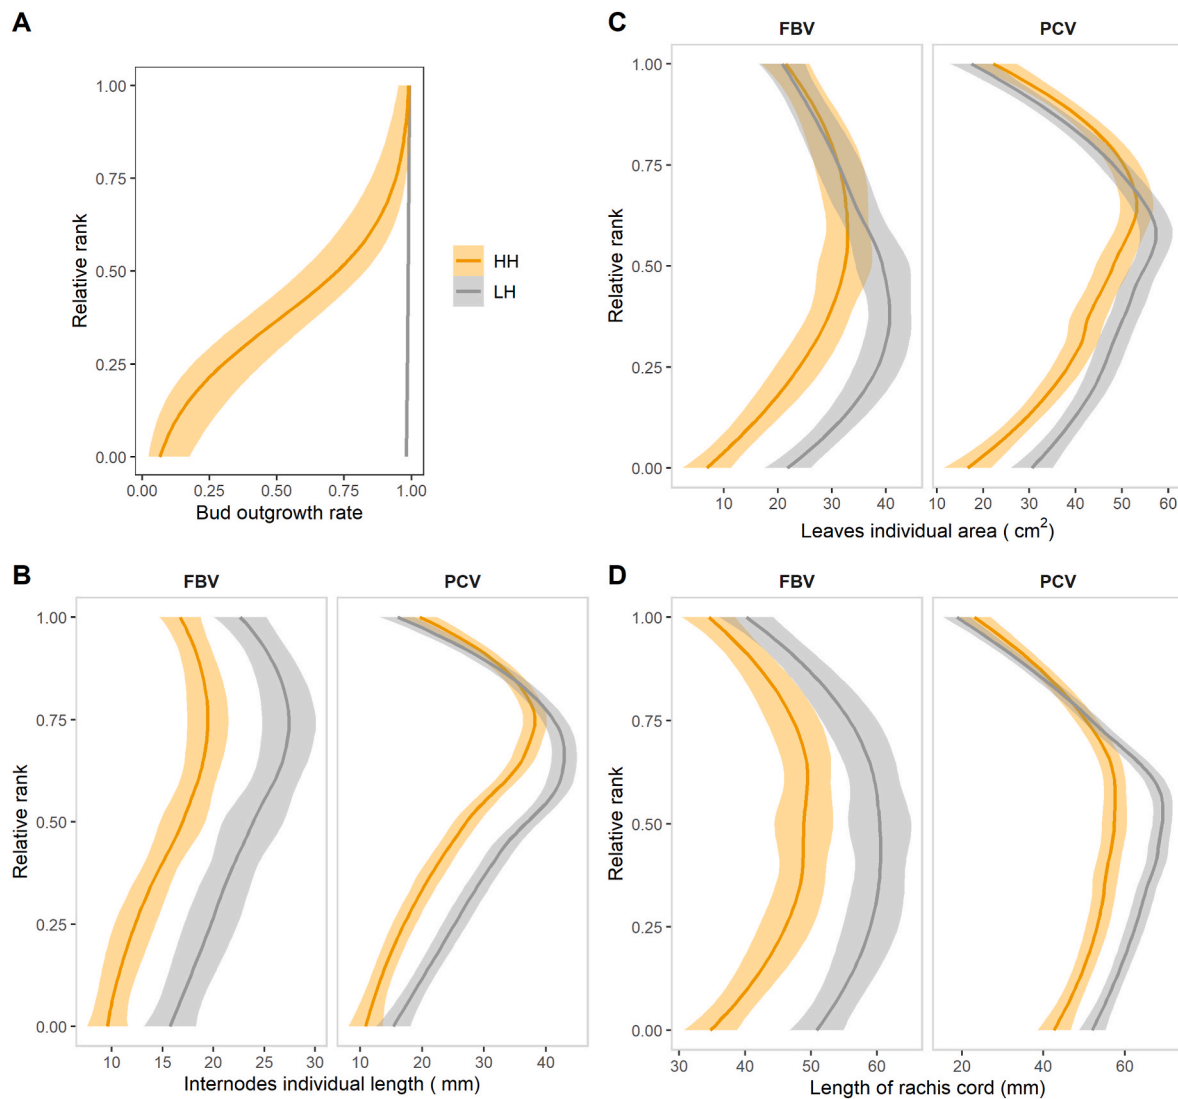 A
1.00
0.75
0.50
0.25
0.00
Relative rank
0.00 0.25 0.50 0.75 1.00
Bud outgrowth rate
HH
LH
C
FBV PCV
1.00
0.75
0.50
0.25
0.00
Relative rank
10 20 30 40 10 20 30 40 50 60
Leaves individual area ( cm²)
B
FBV PCV
1.00
0.75
0.50
0.25
0.00
Relative rank
10 15 20 25 30 10 20 30 40
Internodes individual length ( mm)
D
FBV PCV
1.00
0.75
0.50
0.25
0.00
Relative rank
30 40 50 60 20 40 60
Length of rachis cord (mm)